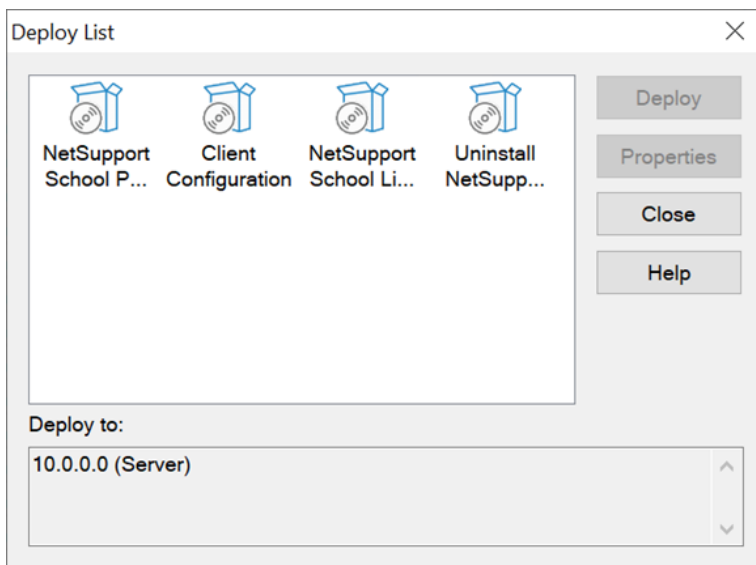 Deploy List
NetSupport
School P...
Client
Configuration
NetSupport
School Li...
Uninstall
NetSupp...
Deploy
Properties
Close
Help
Deploy to:
10.0.0.0 (Server)